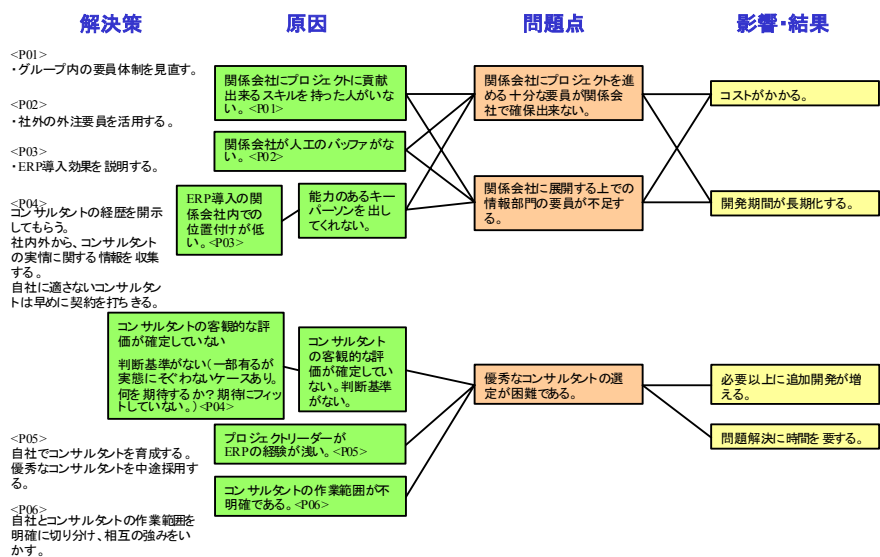 解決策
原因
問題点
影響・結果
<P01>
・グループ内の要員体制を見直す。
<P02>
・社外の外注要員を活用する。
<P03>
・ERP導入効果を説明する。
<P04>
コンサルタントの経歴を開示
してもらう。
社内外から、コンサルタント
の実情に関する情報を収集
する。
自社に適さないコンサルタン
トは早めに契約を打ちきる。
関係会社にプロジェクトに貢献
出来るスキルを持った人がい
ない。<P01>
関係会社が人工のバッファがな
い。<P02>
ERP導入の関
係会社内での
位置付けが低
い。<P03>
能力のあるキー
パーソンを出し
てくれない。
関係会社にプロジェクトを進
める十分な要員が関係会
社で確保出来ない。
関係会社に展開する上での
情報部門の要員が不足す
る。
コストがかかる。
開発期間が長期化する。
コンサルタントの客観的な評
価が確定していない
判断基準がない(一部有るが
実態にそぐわないケースあり。
何を期待するか?期待にフィッ
トしていない。)<P04>
コンサルタント
の客観的な評
価が確定してい
ない。判断基準
がない。
プロジェクトリーダーが
ERPの経験が浅い。<P05>
コンサルタントの作業範囲が不
明確である。<P06>
優秀なコンサルタントの選
定が困難である。
必要以上に追加開発が増
える。
問題解決に時間を要する。
<P05>
自社でコンサルタントを育成する。
優秀なコンサルタントを中途採用す
る。
<P06>
自社とコンサルタントの作業範囲を
明確に切り分け、相互の強みをい
かす。